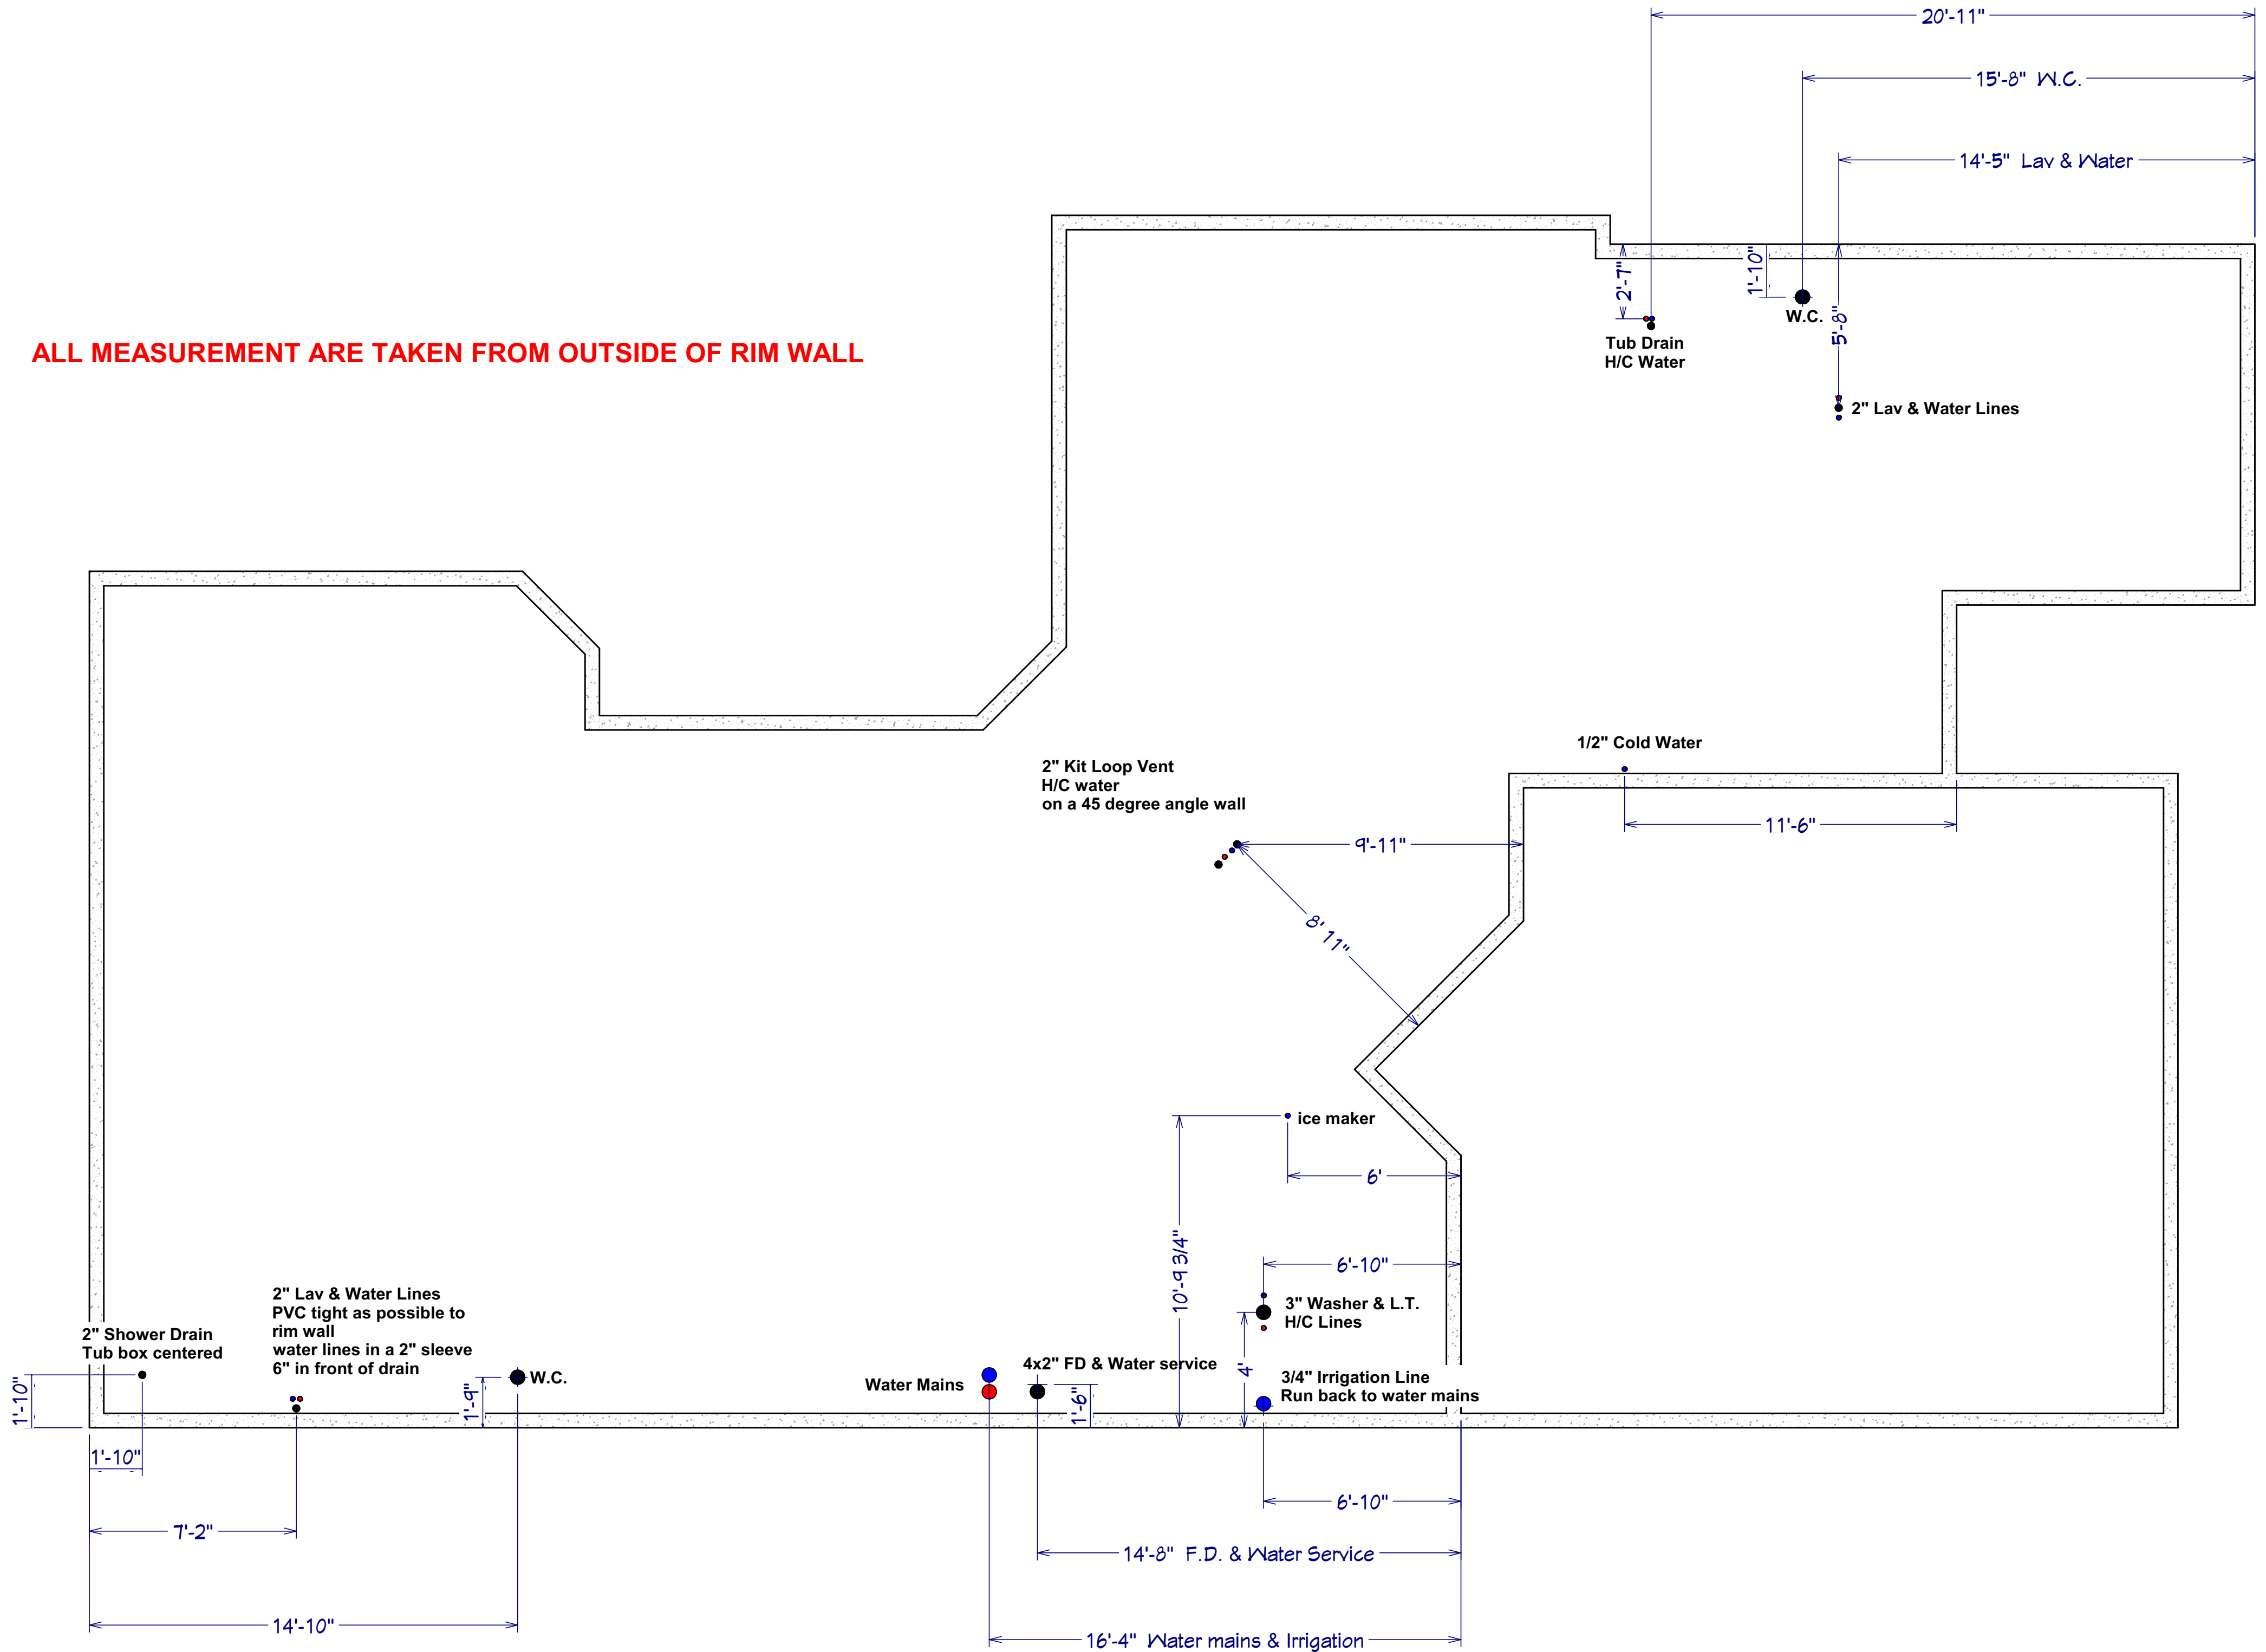 20'-11"
15'-8" W.C.
14'-5" Lav & Water
2'-7"
1'-10"
5'-8"
W.C.
Tub Drain
H/C Water
ALL MEASUREMENT ARE TAKEN FROM OUTSIDE OF RIM WALL
2" Lav & Water Lines
1/2" Cold Water
2" Kit Loop Vent
H/C water
on a 45 degree angle wall
11'-6"
9'-11"
8' 11"
ice maker
6'
10'-9 3/4"
6'-10"
3" Washer & L.T.
H/C Lines
4'
2" Lav & Water Lines
PVC tight as possible to
rim wall
water lines in a 2" sleeve
6" in front of drain
2" Shower Drain
Tub box centered
1'-10"
1'-9"
W.C.
Water Mains
4x2" FD & Water service
1'-6"
3/4" Irrigation Line
Run back to water mains
1'-10"
6'-10"
7'-2"
14'-8" F.D. & Water Service
14'-10"
16'-4" Water mains & Irrigation